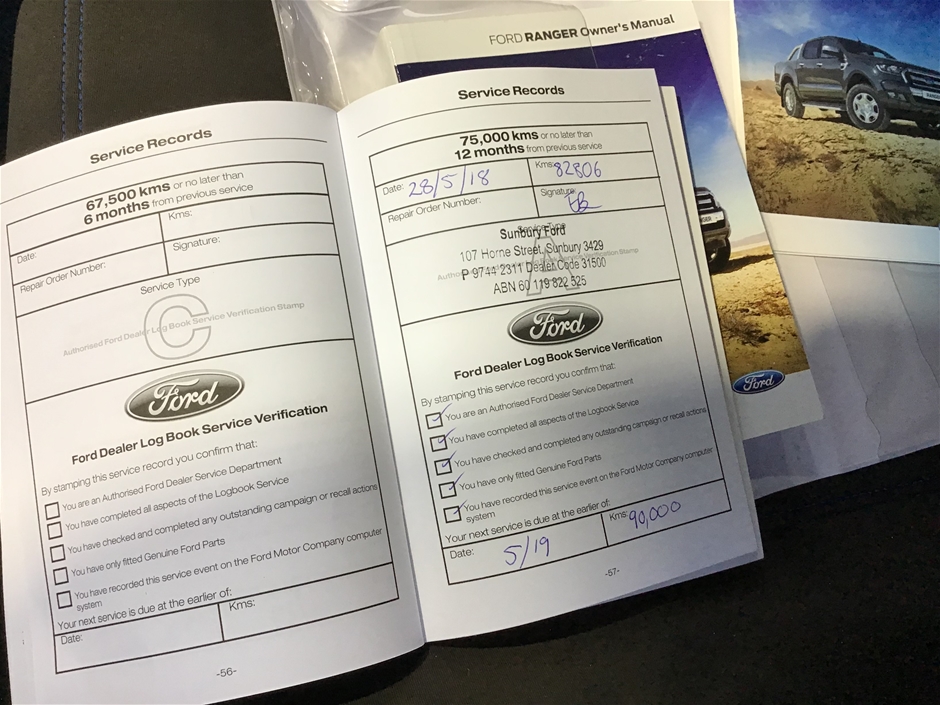 FORD RANGER Owner's Manual
Service Records
67,500 kms or no later than
6 months from previous service
Date:
Kms:
Repair Order Number:
Signature:
Service Type
C
Authorised Ford Dealer Log Book Service Verification Stamp
Ford
Ford Dealer Log Book Service Verification
By stamping this service record you confirm that:
You are an Authorised Ford Dealer Service Department
You have completed all aspects of the Logbook Service
You have checked and completed any outstanding campaign or recall actions
You have only fitted Genuine Ford Parts
You have recorded this service event on the Ford Motor Company computer
system
Your next service is due at the earlier of:
Date:
Kms:
-56-
Service Records
75,000 kms or no later than
12 months from previous service
Date: 28/5/18
Kms: 82806
Repair Order Number:
Signature:
Service Type
Sunbury Ford
107 Horne Street, Sunbury 3429
P 9744 2311 Dealer Code 31500
ABN 60 119 822 525
A
Ford
Ford Dealer Log Book Service Verification
By stamping this service record you confirm that:
You are an Authorised Ford Dealer Service Department
You have completed all aspects of the Logbook Service
You have checked and completed any outstanding campaign or recal actions
You have only fitted Genuine Ford Parts
You have recorded this service event on the Ford Motor Company computer
system
Your next service is due at the earlier of:
Date: 5/19
Kms: 90,000
-57-
RANGER
Ford